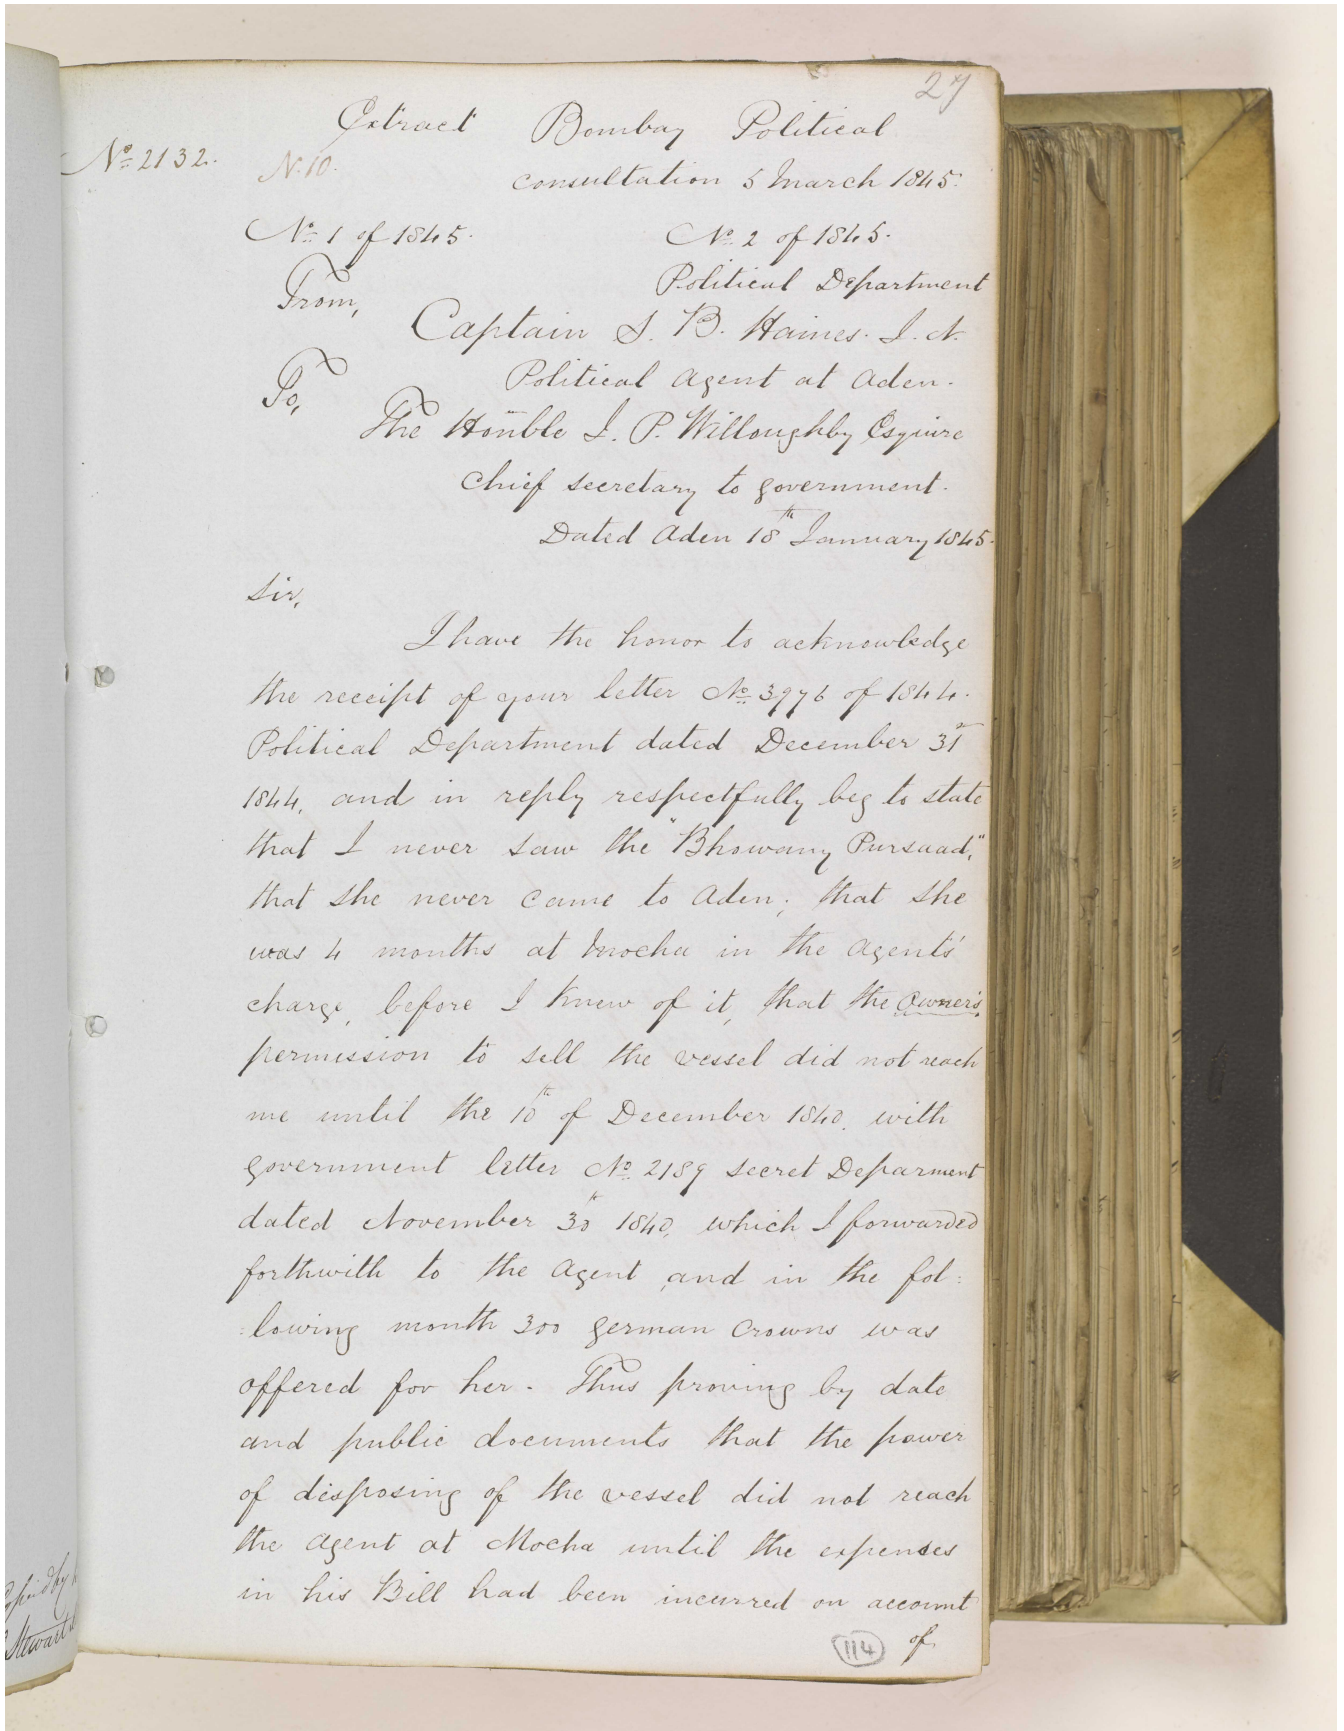 27
Extract Bombay Political
No 2132. N. 10. Consultation 5 March 1845.
No 1 of 1845. No 2 of 1845.
Political Department
From,
Captain S. B. Haines. I. N.
Political Agent at Aden.
To,
The Honble J. P. Willoughby Esquire
Chief Secretary to Government.
Dated Aden 18th January 1845.
Sir,
I have the honor to acknowledge
the receipt of your letter No 3976 of 1844.
Political Department dated December 31st
1844, and in reply respectfully beg to state
that I never saw the "Bhowany Pursaad,"
that she never came to Aden; that she
was 4 months at Mocha in the Agents'
charge, before I knew of it, that the Owner's
permission to sell the vessel did not reach
me until the 10th of December 1840, with
Government letter No 2189 Secret Deparment
dated November 30th 1840, which I forwarded
forthwith to the Agent, and in the fol:
:lowing month 300 German Crowns was
offered for her. Thus proving by date
and public documents that the power
of disposing of the vessel did not reach
the Agent at Mocha until the expenses
in his Bill had been incurred on account
of
114
Stewart